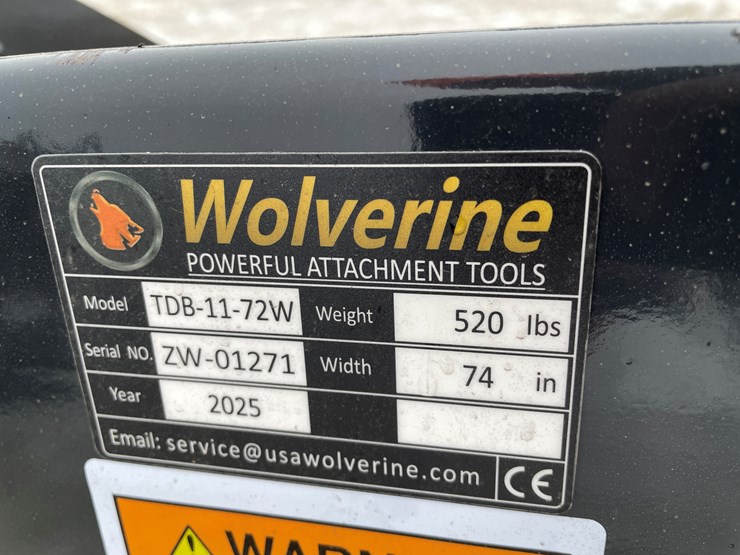 Wolverine
POWERFUL ATTACHMENT TOOLS
Model TDB-11-72W Weight 520 lbs
Serial NO. ZW-01271 Width 74 in
Year 2025
Email: service@usawolverine.com CE